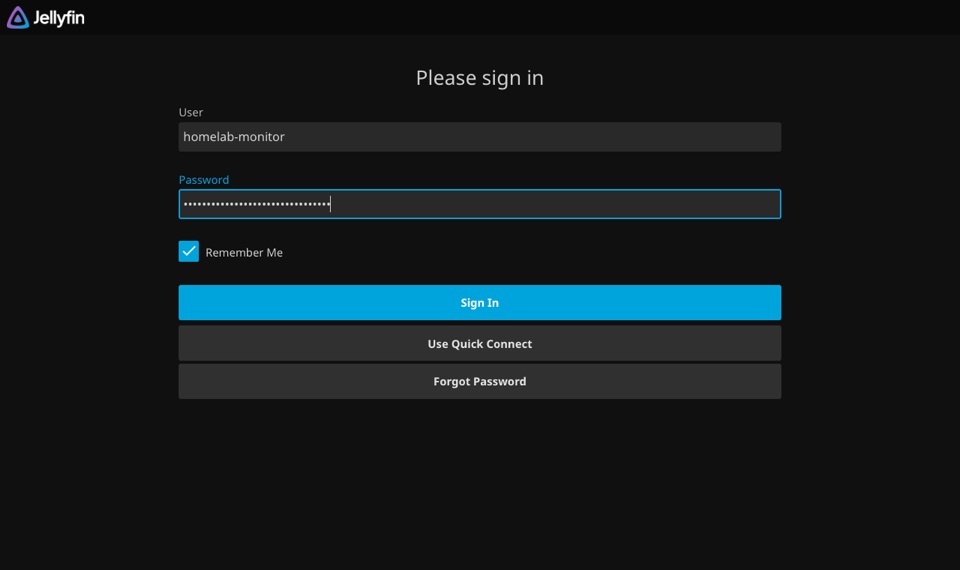 Jellyfin
Please sign in
User
homelab-monitor
Password
••••••••••••••••••••••••••••••••
Remember Me
Sign In
Use Quick Connect
Forgot Password